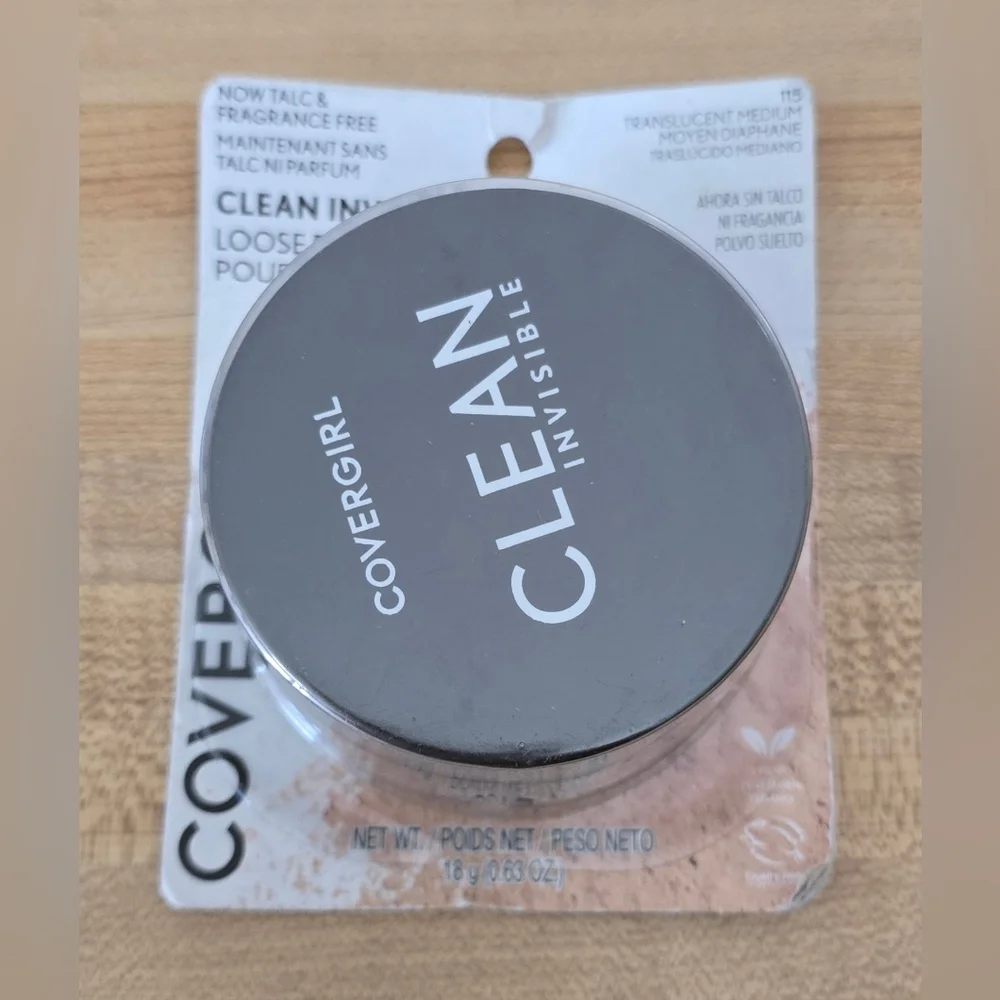 NOW TALC &
FRAGRANCE FREE
MAINTENANT SANS
TALC NI PARFUM
CLEAN INV
LOOSE
POU
115
TRANSLUCENT MEDIUM
MOYEN DIAPHANE
TRASLÚCIDO MEDIANO
AHORA SIN TALCO
NI FRAGANCIA
POLVO SUELTO
COVERGIRL
CLEAN
INVISIBLE
COVER
NET WT. / POIDS NET / PESO NETO
18 g (0.63 OZ)